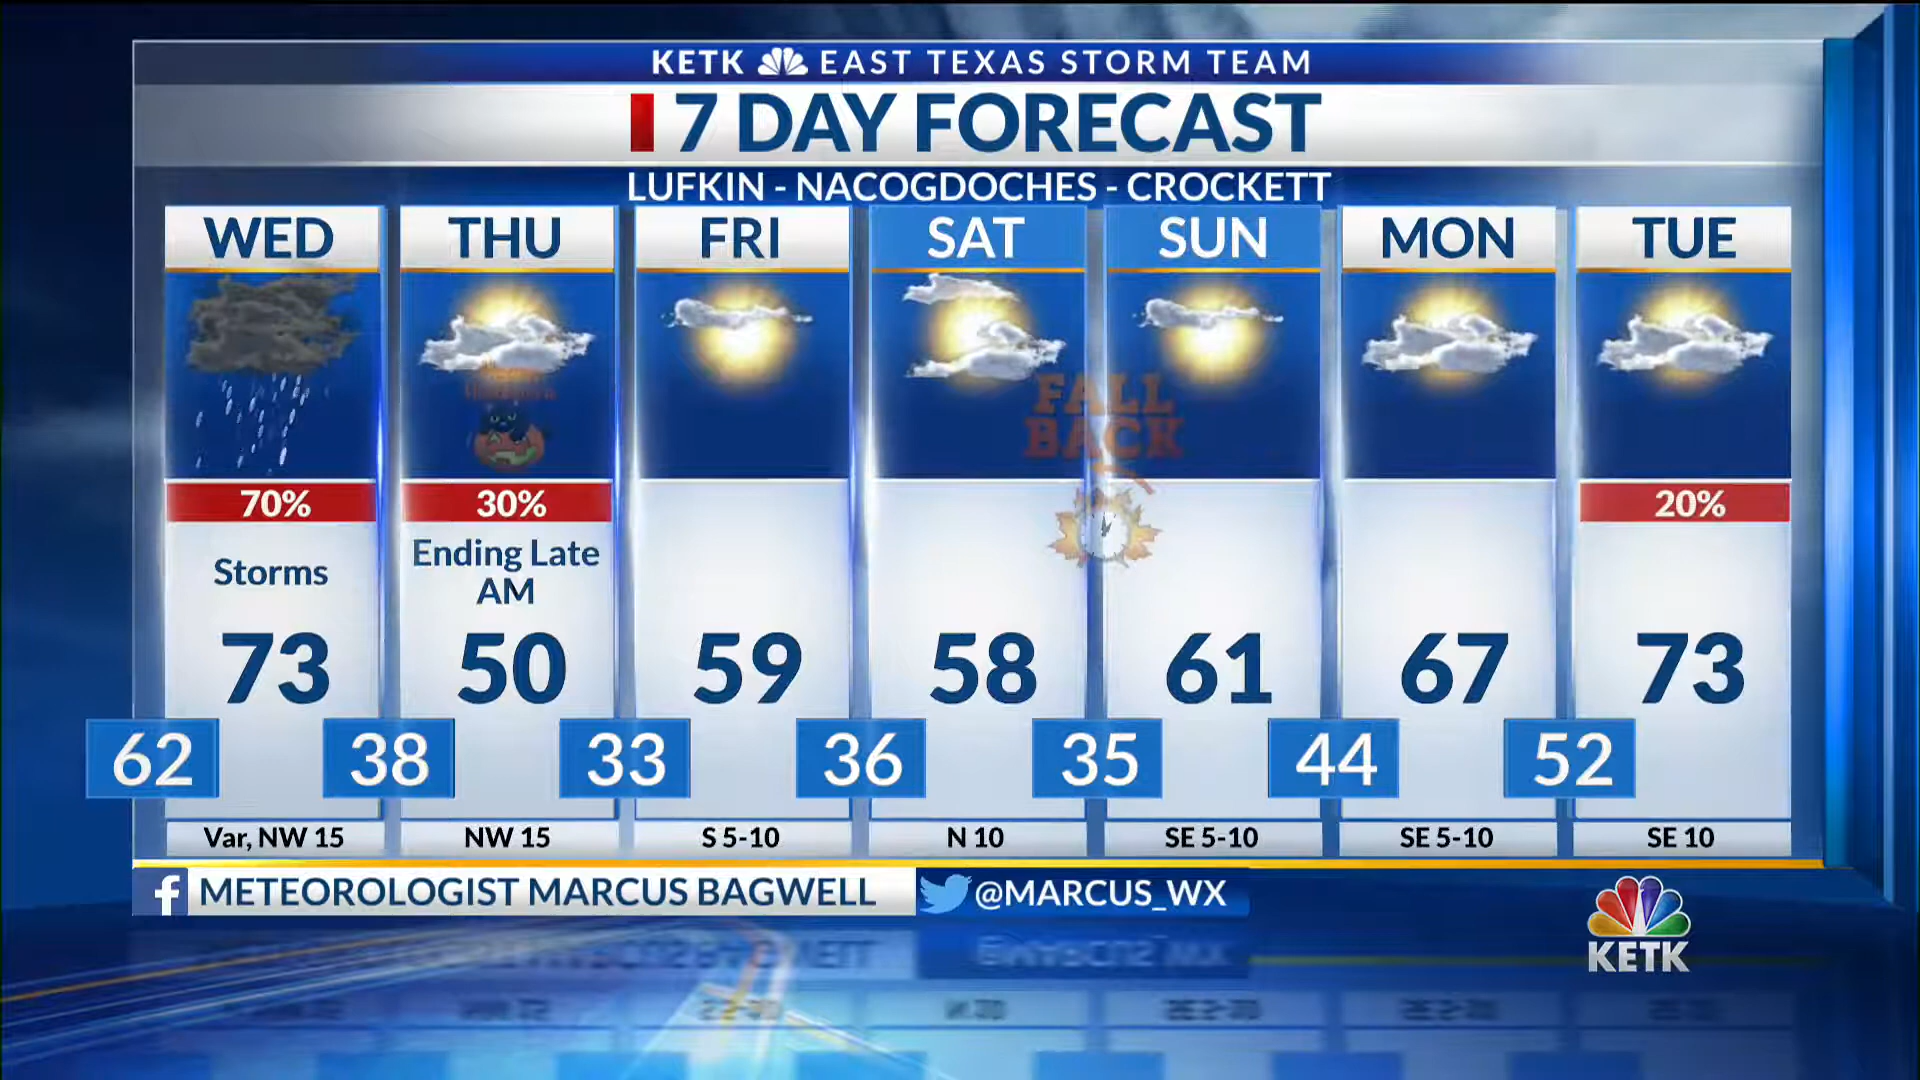 KETK EAST TEXAS STORM TEAM
7 DAY FORECAST
LUFKIN - NACOGDOCHES - CROCKETT
WED THU FRI SAT SUN MON TUE
FALL
BACK
70% 30% 20%
Storms
Ending Late
AM
73 50 59 58 61 67 73
62 38 33 36 35 44 52
Var, NW 15 NW 15 S 5-10 N 10 SE 5-10 SE 5-10 SE 10
f METEOROLOGIST MARCUS BAGWELL @MARCUS_WX
KETK